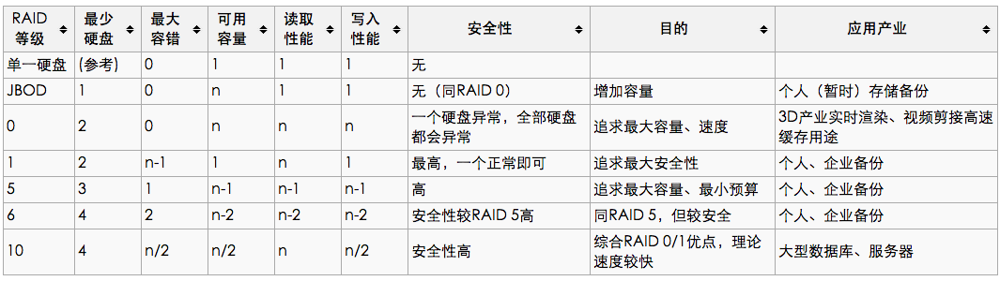 RAID等级 最少硬盘 最大容错 可用容量 读取性能 写入性能 安全性 目的 应用产业
单一硬盘 (参考) 0 1 1 1 无
JBOD 1 0 n 1 1 无（同RAID 0） 增加容量 个人（暂时）存储备份
0 2 0 n n n 一个硬盘异常，全部硬盘都会异常 追求最大容量、速度 3D产业实时渲染、视频剪接高速缓存用途
1 2 n-1 1 n 1 最高，一个正常即可 追求最大安全性 个人、企业备份
5 3 1 n-1 n-1 n-1 高 追求最大容量、最小预算 个人、企业备份
6 4 2 n-2 n-2 n-2 安全性较RAID 5高 同RAID 5，但较安全 个人、企业备份
10 4 n/2 n/2 n n/2 安全性高 综合RAID 0/1优点，理论速度较快 大型数据库、服务器